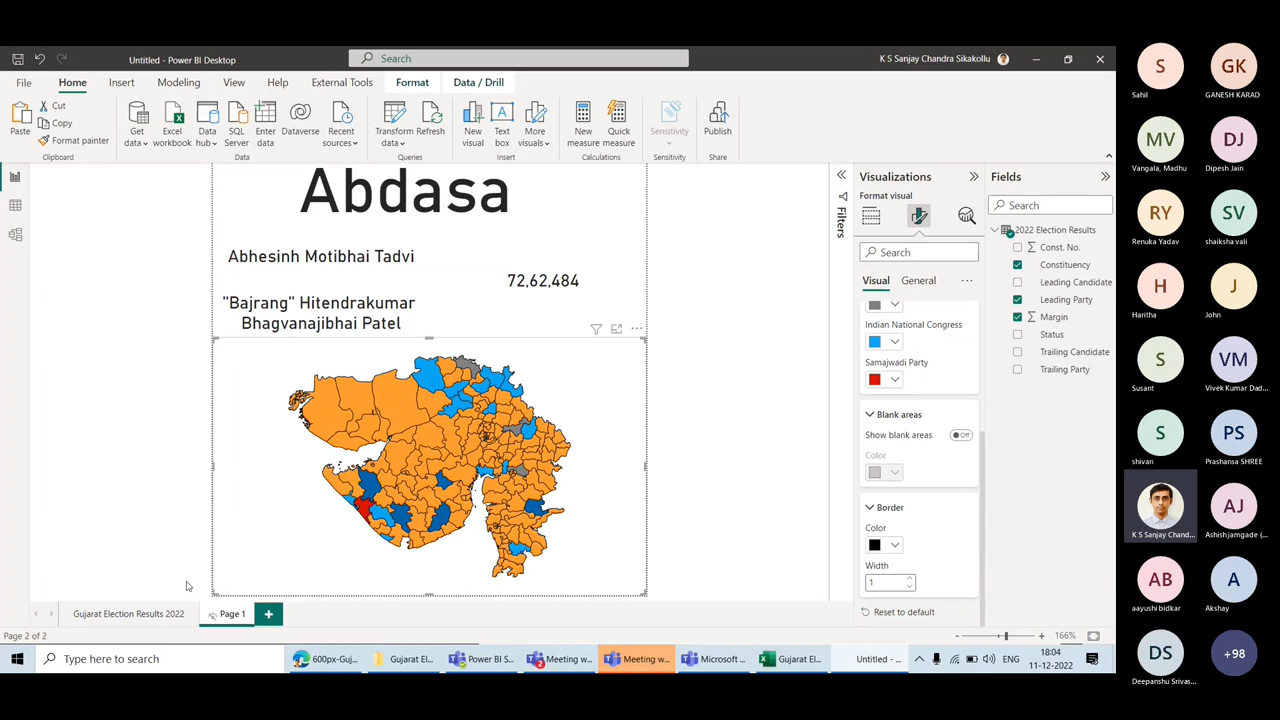 Untitled - Power BI Desktop
Search
K S Sanjay Chandra Sikakollu
File
Home
Insert
Modeling
View
Help
External Tools
Format
Data / Drill
Paste
Cut
Copy
Format painter
Clipboard
Get data
Excel workbook
Data hub
SQL Server
Enter data
Dataverse
Recent sources
Data
Transform data
Refresh
Queries
New visual
Text box
More visuals
Insert
New measure
Quick measure
Calculations
Sensitivity
Sensitivity
Publish
Share
Abdasa
Abhesinh Motibhai Tadvi
72,62,484
"Bajrang" Hitendrakumar
Bhagvanajibhai Patel
Filters
Visualizations
Format visual
Search
Visual
General
Indian National Congress
Samajwadi Party
Blank areas
Show blank areas
Off
Color
Border
Color
Width
1
Reset to default
Fields
Search
2022 Election Results
Const. No.
Constituency
Leading Candidate
Leading Party
Margin
Status
Trailing Candidate
Trailing Party
Gujarat Election Results 2022
Page 1
Page 2 of 2
166%
Type here to search
600px-Guj...
Gujarat El...
Power BI S...
2
Meeting w...
Meeting w...
Microsoft ...
Gujarat El...
Untitled - ...
ENG
18:04
11-12-2022
S
Sahil
GK
GANESH KARAD
MV
Vangala, Madhu
DJ
Dipesh Jain
RY
Renuka Yadav
SV
shaiksha vali
H
Haritha
J
John
S
Susant
VM
Vivek Kumar Dad...
S
shivan
PS
Prashansa SHREE
K S Sanjay Chand...
AJ
Ashish jamgade (...
AB
aayushi bidkar
A
Akshay
DS
Deepanshu Srivas...
+98